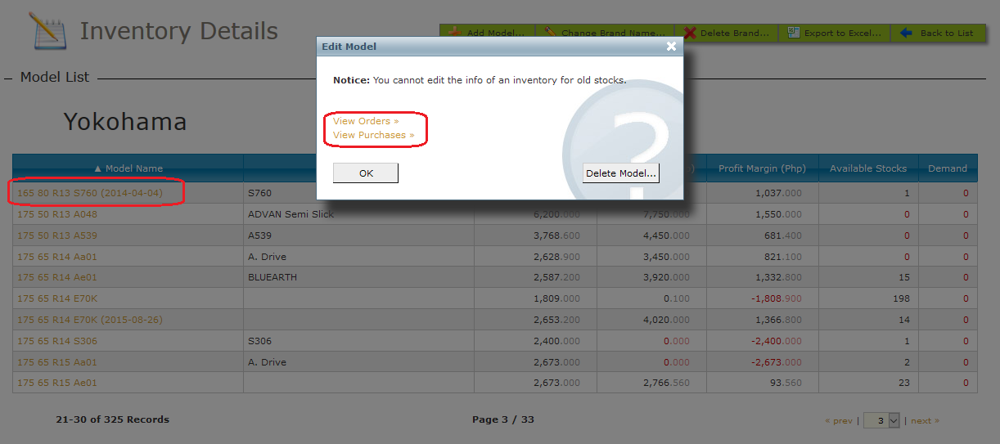 Inventory Details
Add Model... Change Brand Name... Delete Brand... Export to Excel... Back to List
Edit Model
Notice: You cannot edit the info of an inventory for old stocks.
View Orders »
View Purchases »
OK Delete Model...
Model List
Yokohama
▲ Model Name Profit Margin (Php) Available Stocks Demand
165 80 R13 S760 (2014-04-04) S760 1,037.000 1 0
175 50 R13 A048 ADVAN Semi Slick 6,200.000 7,750.000 1,550.000 0 0
175 50 R13 A539 A539 3,768.600 4,450.000 681.400 0 0
175 65 R14 Aa01 A. Drive 2,628.900 3,450.000 821.100 0 0
175 65 R14 Ae01 BLUEARTH 2,587.200 3,920.000 1,332.800 15 0
175 65 R14 E70K 1,809.000 0.100 -1,808.900 198 0
175 65 R14 E70K (2015-08-26) 2,653.200 4,020.000 1,366.800 14 0
175 65 R14 S306 S306 2,400.000 0.000 -2,400.000 1 0
175 65 R15 Aa01 A. Drive 2,673.000 0.000 -2,673.000 2 0
175 65 R15 Ae01 2,673.000 2,766.560 93.560 23 0
21-30 of 325 Records Page 3 / 33 « prev | 3 | next »